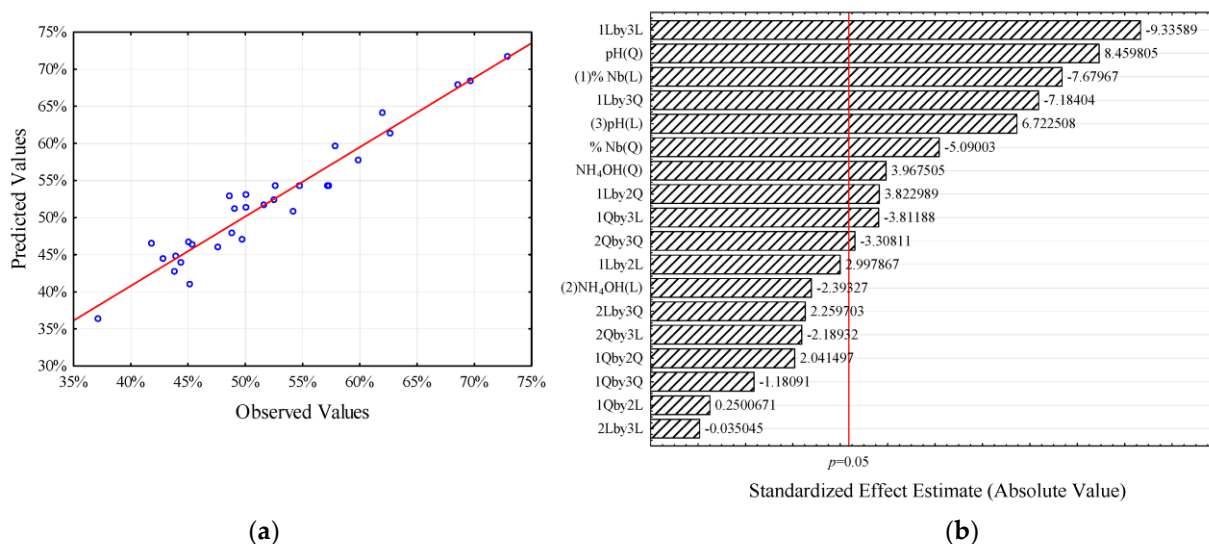 75%
70%
65%
60%
55%
50%
45%
40%
35%
30%
Predicted Values
35% 40% 45% 50% 55% 60% 65% 70% 75%
Observed Values
(a)
1Lby3L -9.33589
pH(Q) 8.459805
(1)% Nb(L) -7.67967
1Lby3Q -7.18404
(3)pH(L) 6.722508
% Nb(Q) -5.09003
NH₄OH(Q) 3.967505
1Lby2Q 3.822989
1Qby3L -3.81188
2Qby3Q -3.30811
1Lby2L 2.997867
(2)NH₄OH(L) -2.39327
2Lby3Q 2.259703
2Qby3L -2.18932
1Qby2Q 2.041497
1Qby3Q -1.18091
1Qby2L 0.2500671
2Lby3L -0.035045
p=0.05
Standardized Effect Estimate (Absolute Value)
(b)